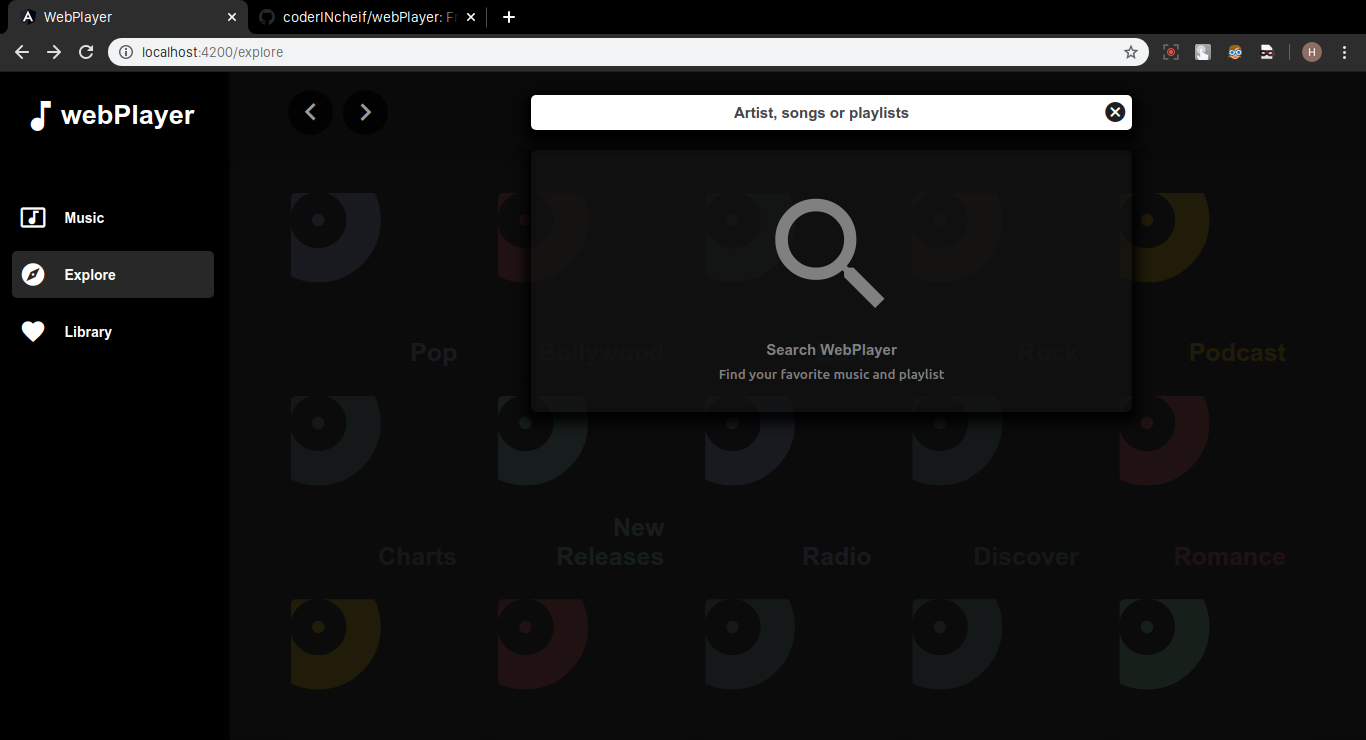 WebPlayer
coderINcheif/webPlayer: Fr
localhost:4200/explore
H
webPlayer
Artist, songs or playlists
Music
Explore
Library
Search WebPlayer
Find your favorite music and playlist
Pop
Bollywood
Rock
Podcast
Charts
New
Releases
Radio
Discover
Romance